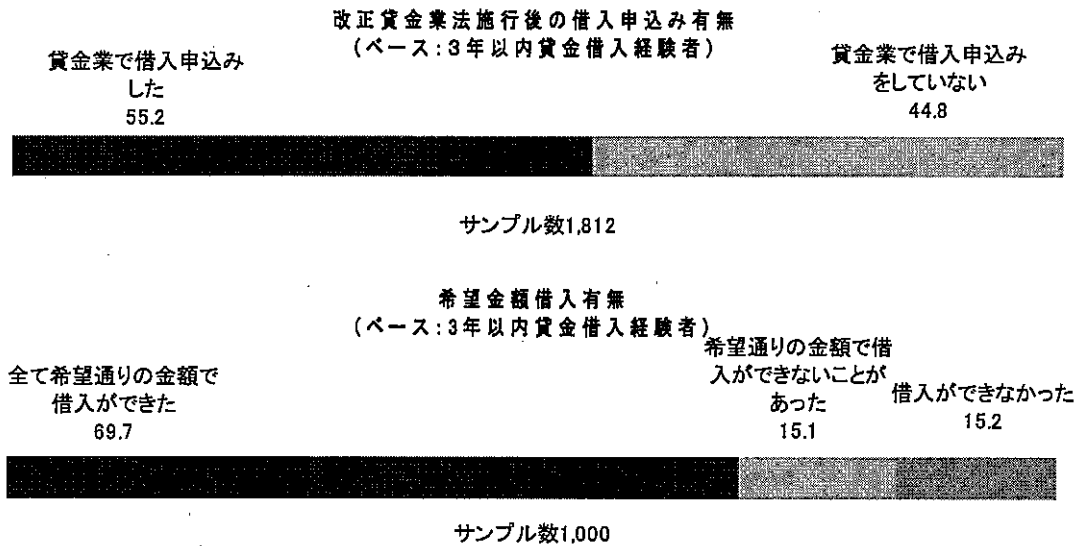 改正貸金業法施行後の借入申込み有無
(ベース:3年以内貸金借入経験者)
貸金業で借入申込み
した
55.2
貸金業で借入申込み
をしていない
44.8
サンプル数1,812
希望金額借入有無
(ベース:3年以内貸金借入経験者)
全て希望通りの金額で
借入ができた
69.7
希望通りの金額で借
入ができないことが
あった
15.1
借入ができなかった
15.2
サンプル数1,000